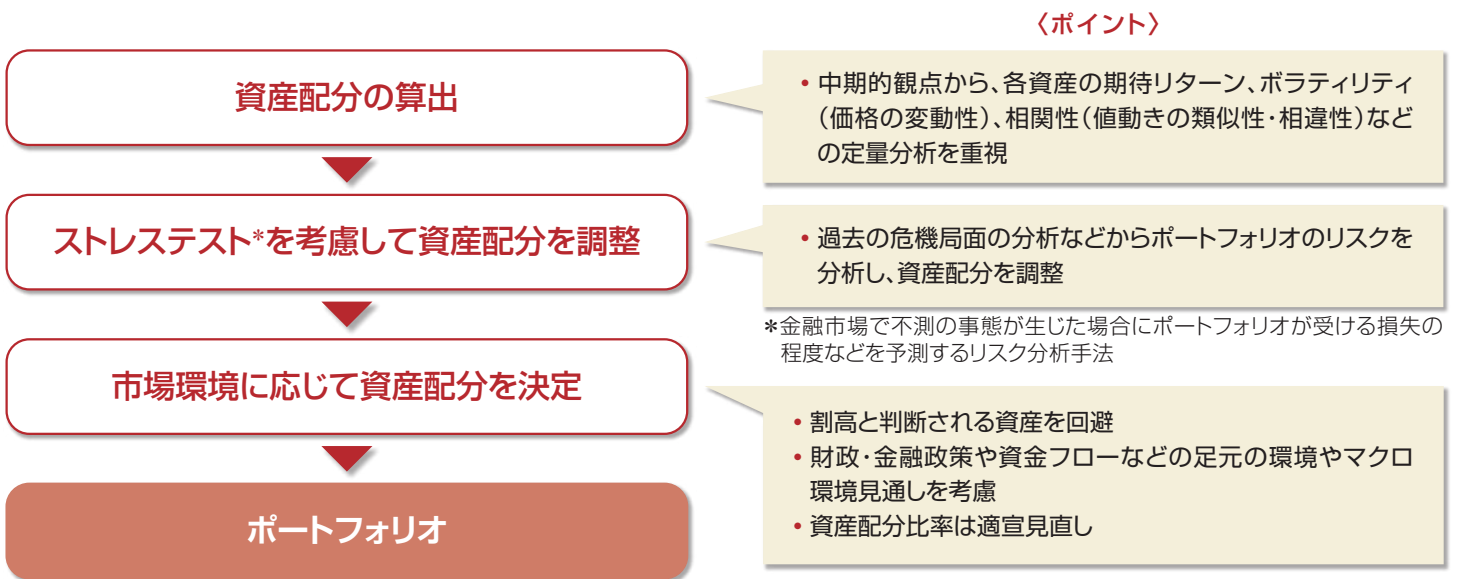 〈ポイント〉
資産配分の算出
• 中期的観点から、各資産の期待リターン、ボラティリティ
(価格の変動性)、相関性(値動きの類似性・相違性)など
の定量分析を重視
ストレステスト*を考慮して資産配分を調整
• 過去の危機局面の分析などからポートフォリオのリスクを
分析し、資産配分を調整
*金融市場で不測の事態が生じた場合にポートフォリオが受ける損失の
程度などを予測するリスク分析手法
市場環境に応じて資産配分を決定
• 割高と判断される資産を回避
• 財政・金融政策や資金フローなどの足元の環境やマクロ
環境見通しを考慮
• 資産配分比率は適宜見直し
ポートフォリオ